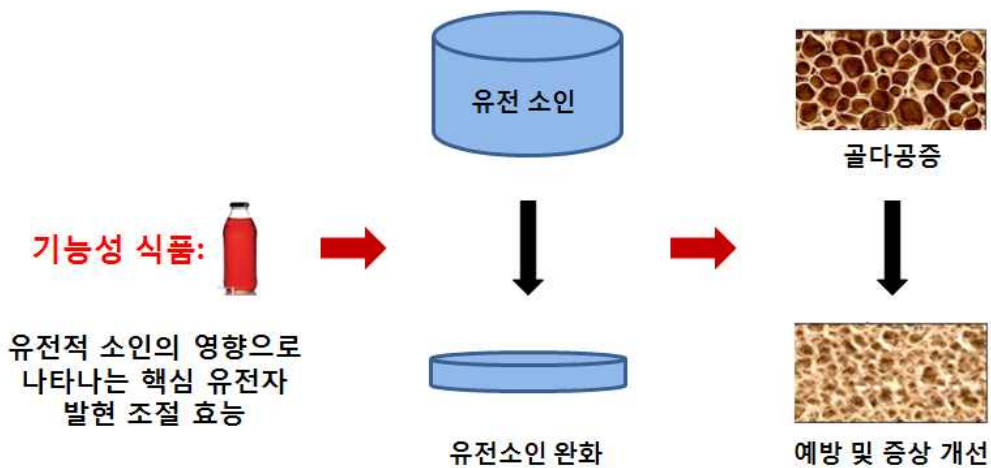 유전 소인
골다공증
기능성 식품:
유전적 소인의 영향으로
나타나는 핵심 유전자
발현 조절 효능
유전소인 완화
예방 및 증상 개선